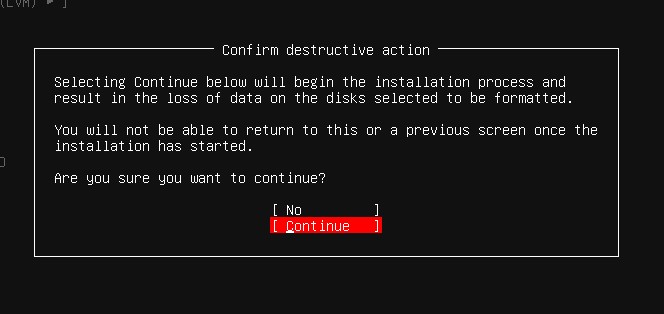 (LVM) ▸ ]
Confirm destructive action
Selecting Continue below will begin the installation process and
result in the loss of data on the disks selected to be formatted.
You will not be able to return to this or a previous screen once the
installation has started.
Are you sure you want to continue?
[ No ]
[ Continue ]